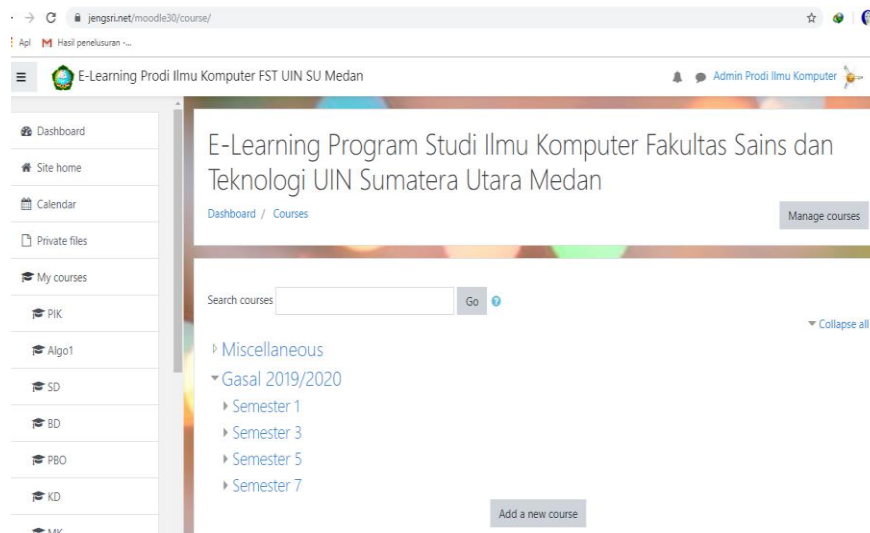 jengsri.net/moodle30/course/
Apl Hasil penelusuran -...
E-Learning Prodi Ilmu Komputer FST UIN SU Medan
Admin Prodi Ilmu Komputer
Dashboard
Site home
Calendar
Private files
My courses
PIK
Algo1
SD
BD
PBO
KD
MK
E-Learning Program Studi Ilmu Komputer Fakultas Sains dan
Teknologi UIN Sumatera Utara Medan
Dashboard / Courses
Manage courses
Search courses Go
Collapse all
Miscellaneous
Gasal 2019/2020
Semester 1
Semester 3
Semester 5
Semester 7
Add a new course